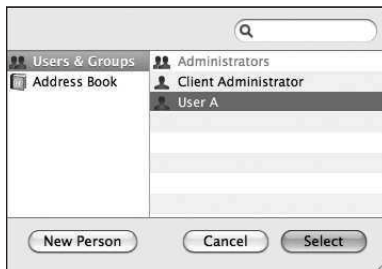 Users & Groups
Address Book
Administrators
Client Administrator
User A
New Person
Cancel
Select